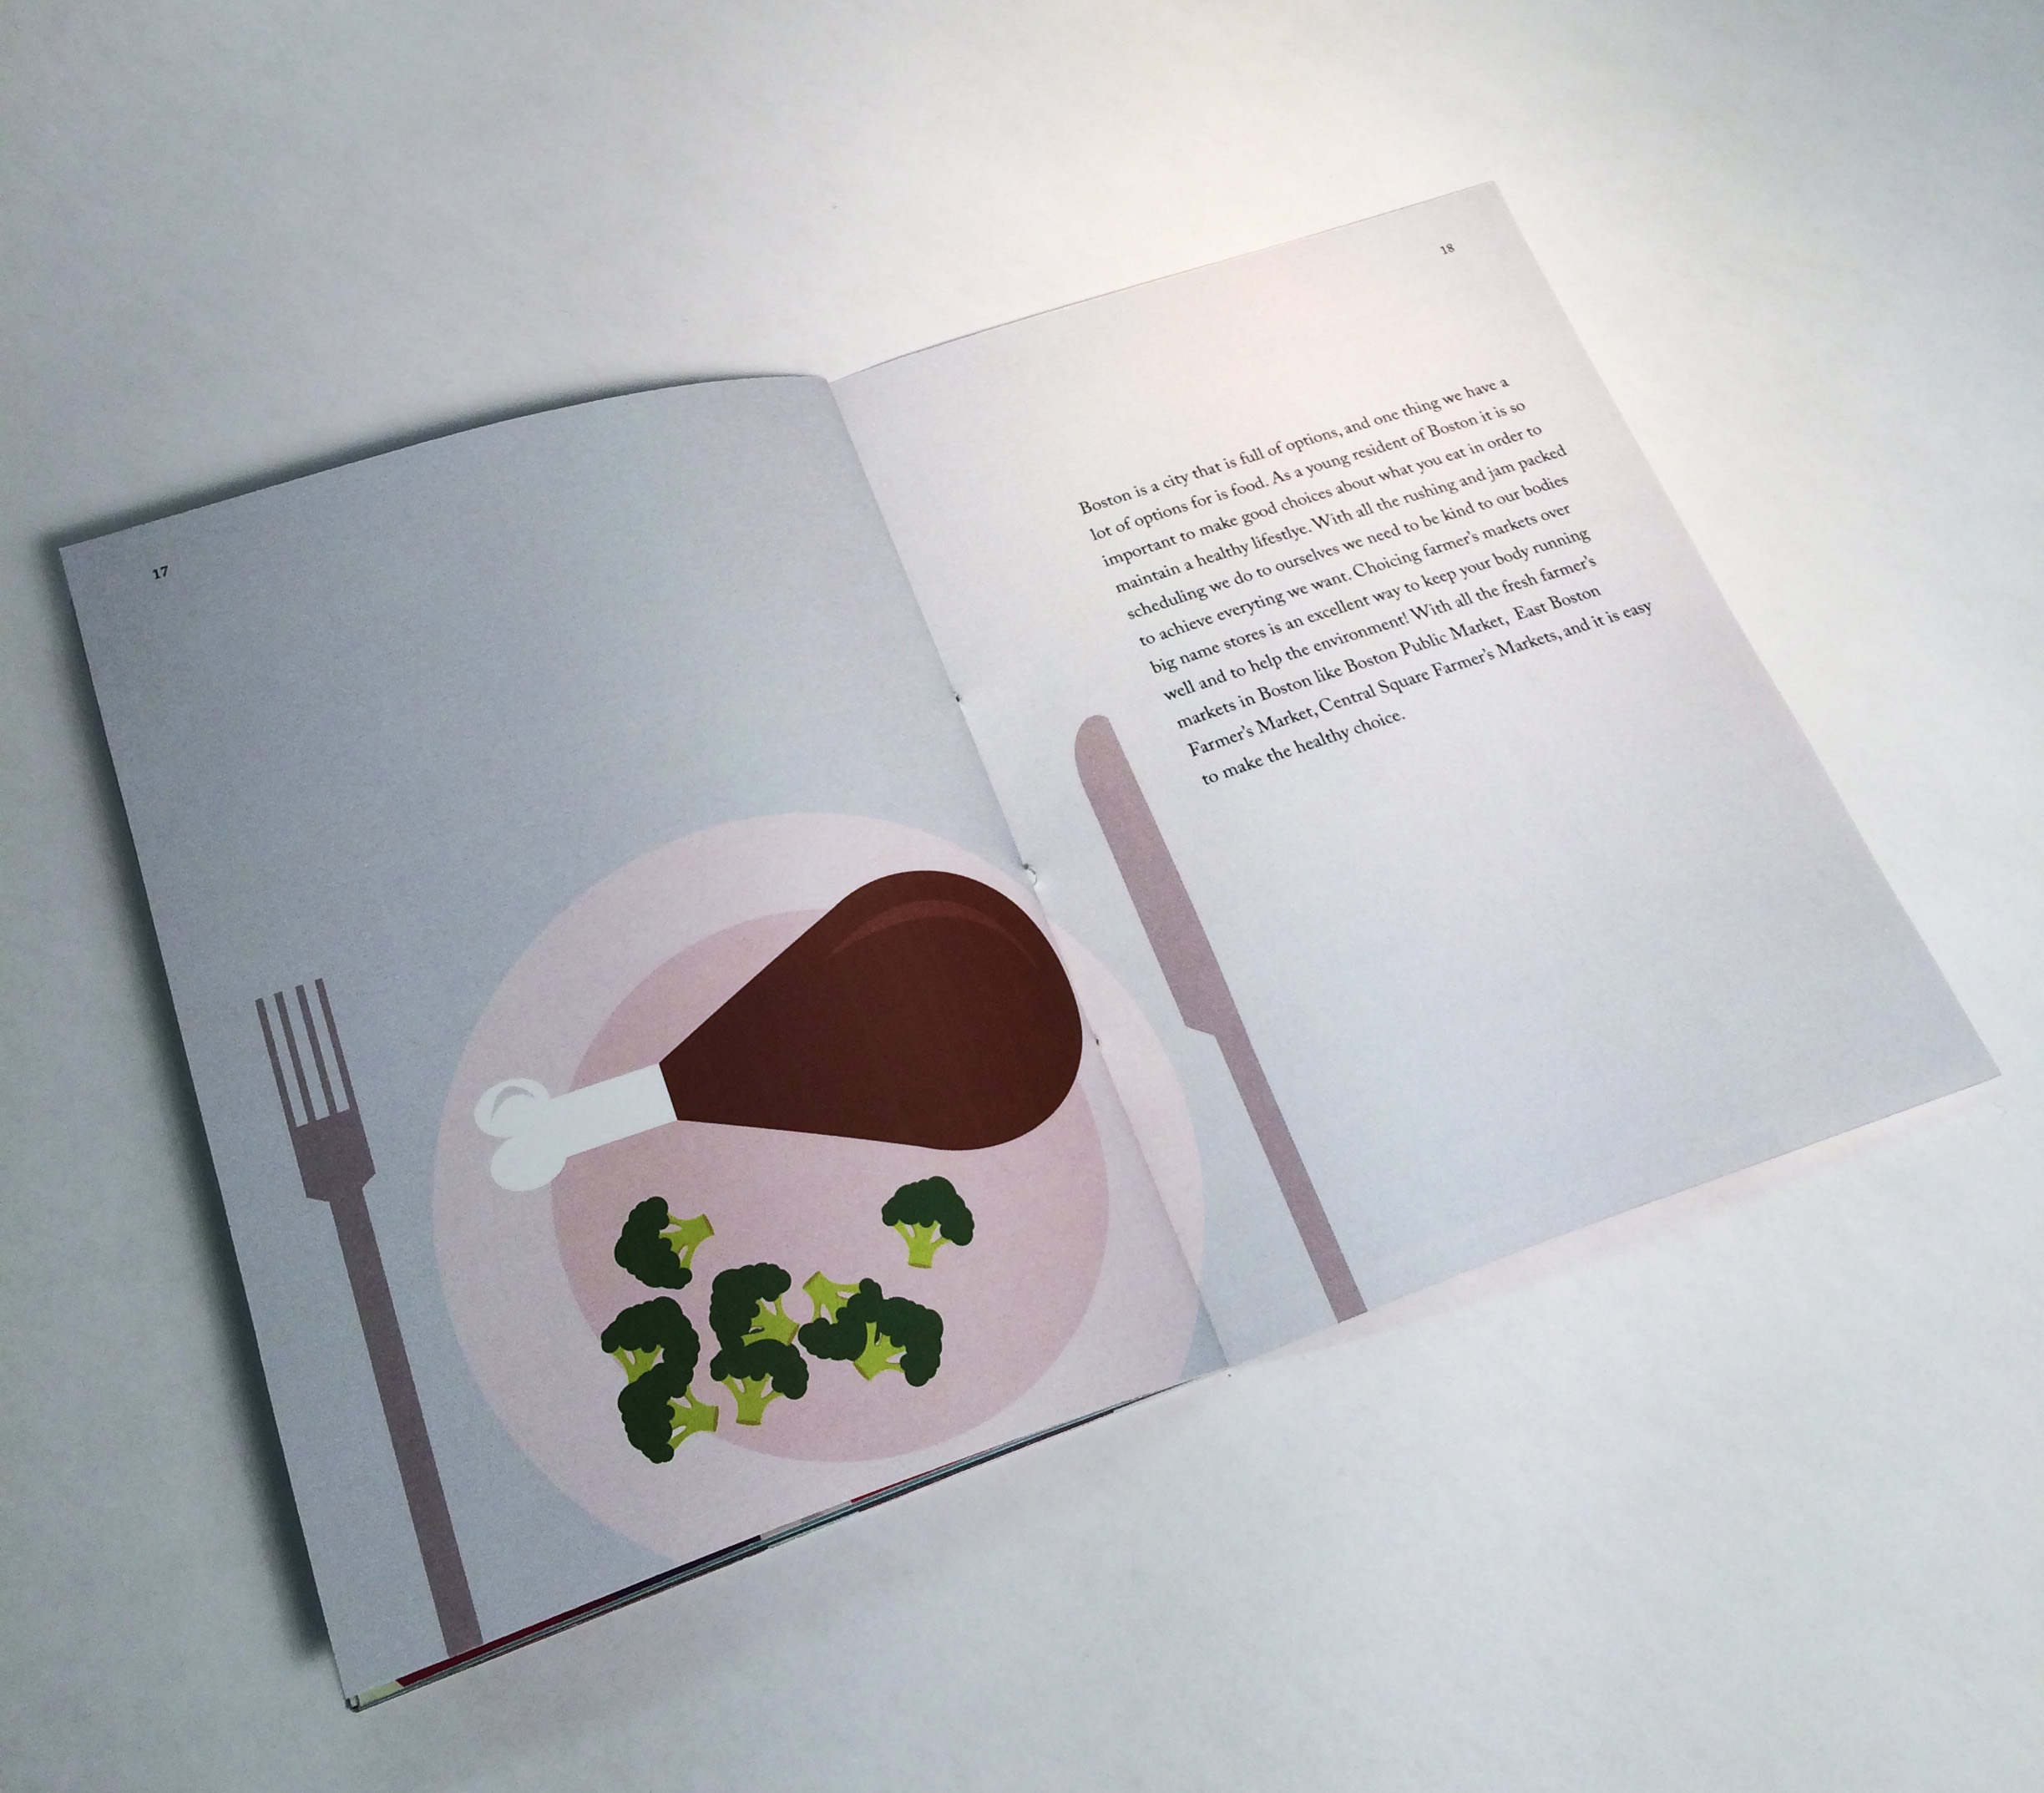 17
18
Boston is a city that is full of options, and one thing we have a
lot of options for is food. As a young resident of Boston it is so
important to make good choices about what you eat in order to
maintain a healthy lifestlye. With all the rushing and jam packed
scheduling we do to ourselves we need to be kind to our bodies
to achieve everyting we want. Choicing farmer's markets over
big name stores is an excellent way to keep your body running
well and to help the environment! With all the fresh farmer's
markets in Boston like Boston Public Market, East Boston
Farmer's Market, Central Square Farmer's Markets, and it is easy
to make the healthy choice.